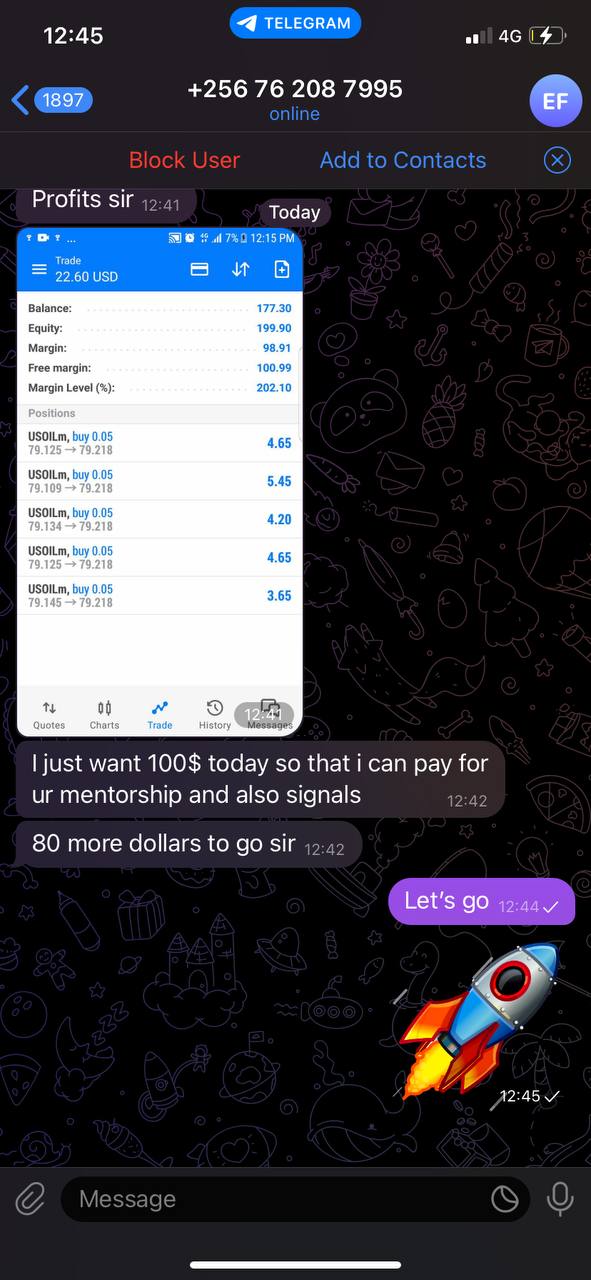 12:45
TELEGRAM
4G
1897
+256 76 208 7995
online
EF
Block User
Add to Contacts
Profits sir 12:41
Today
... 7% 12:15 PM
Trade
22.60 USD
Balance: 177.30
Equity: 199.90
Margin: 98.91
Free margin: 100.99
Margin Level (%): 202.10
Positions
USOILm, buy 0.05
79.125 → 79.218 4.65
USOILm, buy 0.05
79.109 → 79.218 5.45
USOILm, buy 0.05
79.134 → 79.218 4.20
USOILm, buy 0.05
79.125 → 79.218 4.65
USOILm, buy 0.05
79.145 → 79.218 3.65
12:41
Quotes Charts Trade History Messages
I just want 100$ today so that i can pay for
ur mentorship and also signals 12:42
80 more dollars to go sir 12:42
Let's go 12:44
12:45
Message